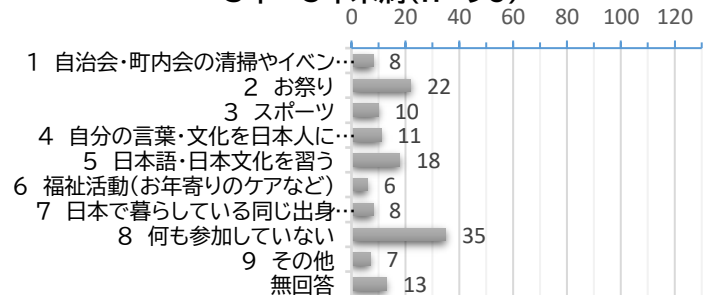 0 20 40 60 80 100 120
1 自治会・町内会の清掃やイベン… 8
2 お祭り 22
3 スポーツ 10
4 自分の言葉・文化を日本人に… 11
5 日本語・日本文化を習う 18
6 福祉活動(お年寄りのケアなど) 6
7 日本で暮らしている同じ出身… 8
8 何も参加していない 35
9 その他 7
無回答 13